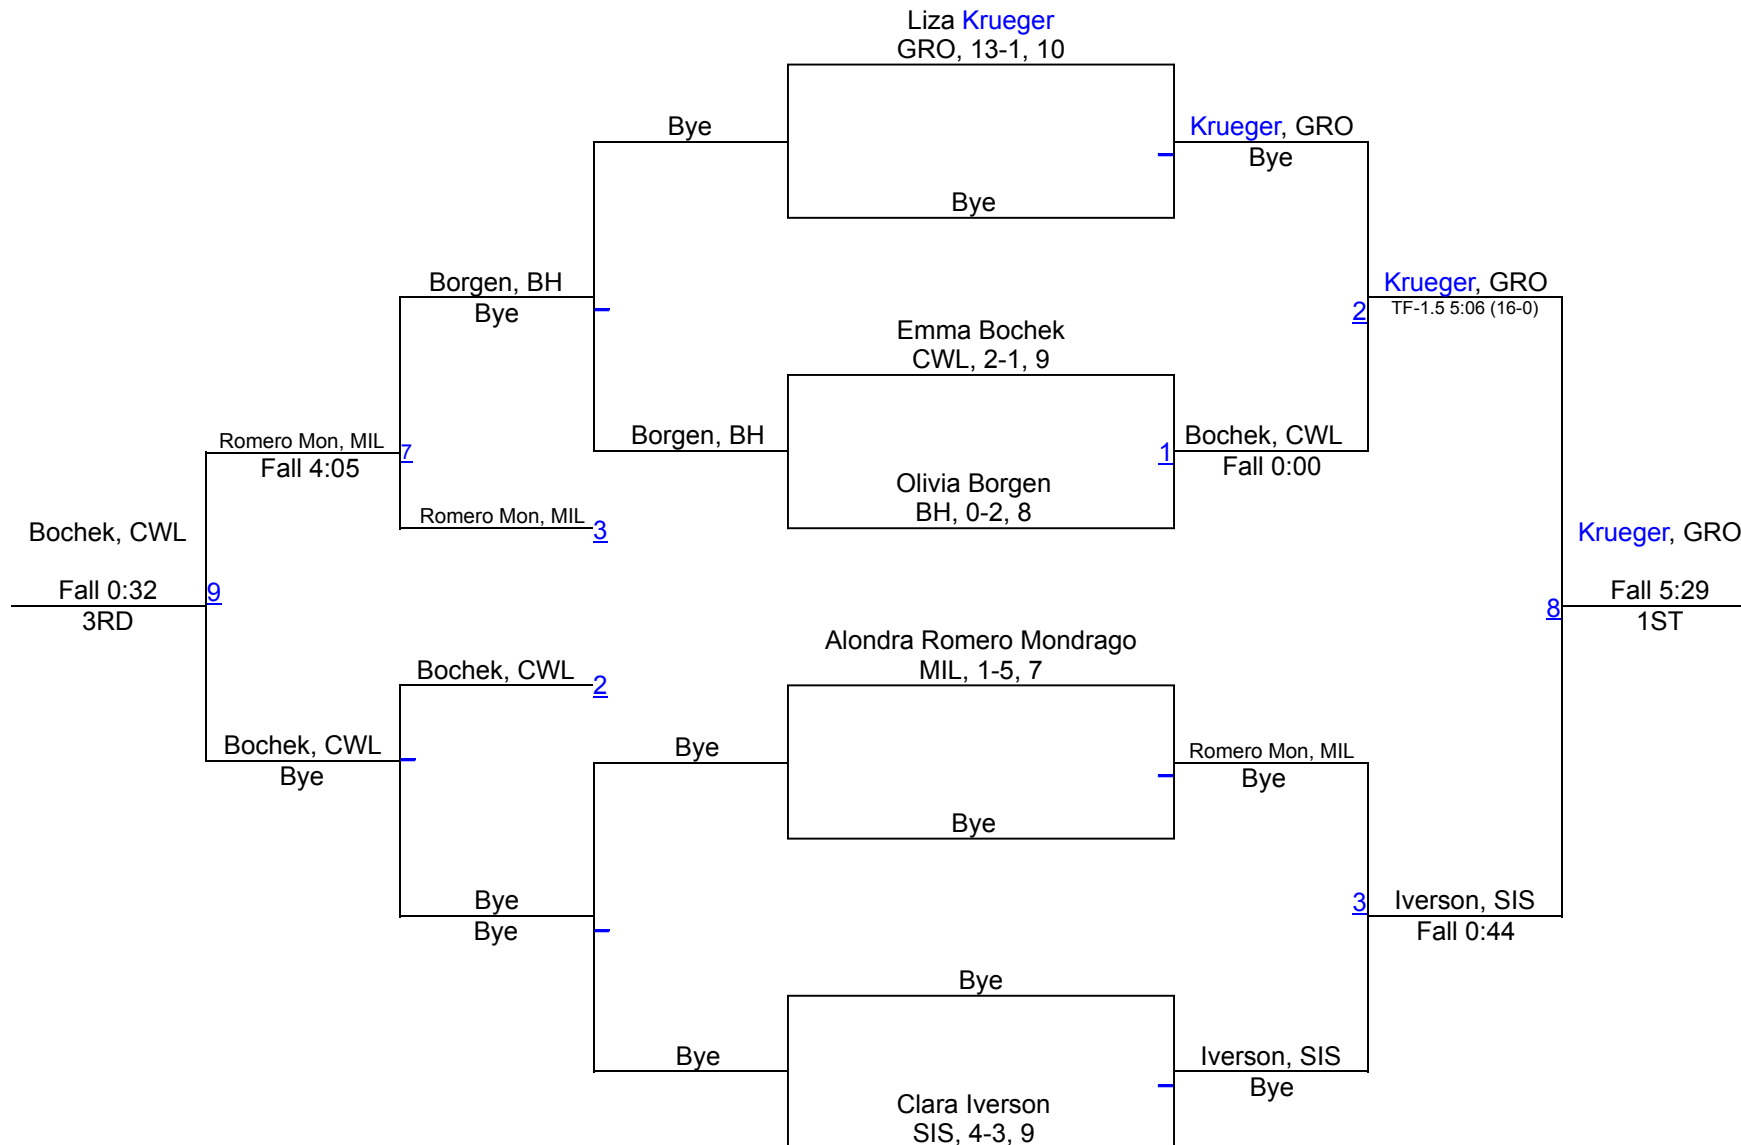 Liza Krueger
GRO, 13-1, 10
Bye
Krueger, GRO
Bye
Bye
Borgen, BH
Bye
Krueger, GRO
TF-1.5 5:06 (16-0)
2
Emma Bochek
CWL, 2-1, 9
Borgen, BH
Bochek, CWL
Fall 0:00
1
Romero Mon, MIL
Fall 4:05
7
Olivia Borgen
BH, 0-2, 8
Romero Mon, MIL
3
Bochek, CWL
Fall 0:32
3RD
9
Krueger, GRO
Fall 5:29
1ST
8
Alondra Romero Mondrago
MIL, 1-5, 7
Bochek, CWL
2
Bochek, CWL
Bye
Bye
Romero Mon, MIL
Bye
Bye
Bye
Bye
3
Iverson, SIS
Fall 0:44
Bye
Bye
Iverson, SIS
Bye
Clara Iverson
SIS, 4-3, 9